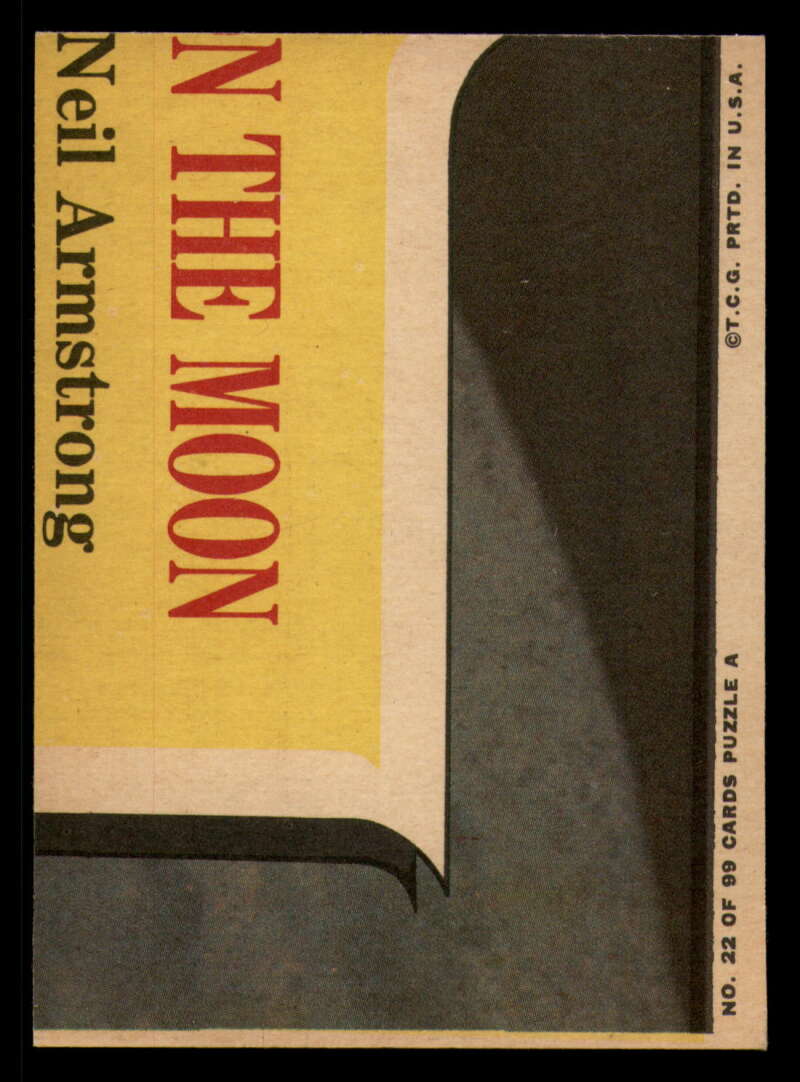 ©T.C.G. PRTD. IN U.S.A.
NO. 22 OF 99 CARDS PUZZLE A
N THE MOON
Neil Armstrong